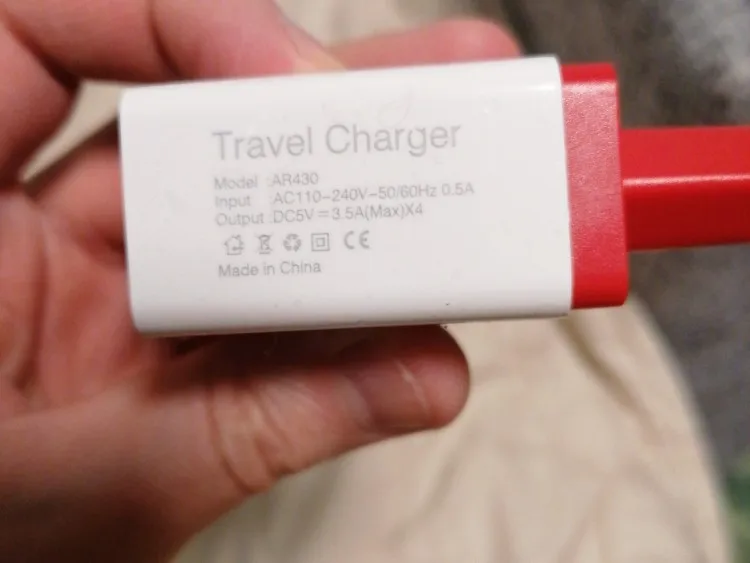 Travel Charger
Model :AR430
Input :AC110-240V-50/60Hz 0.5A
Output :DC5V=3.5A(Max)X4
CE
Made in China